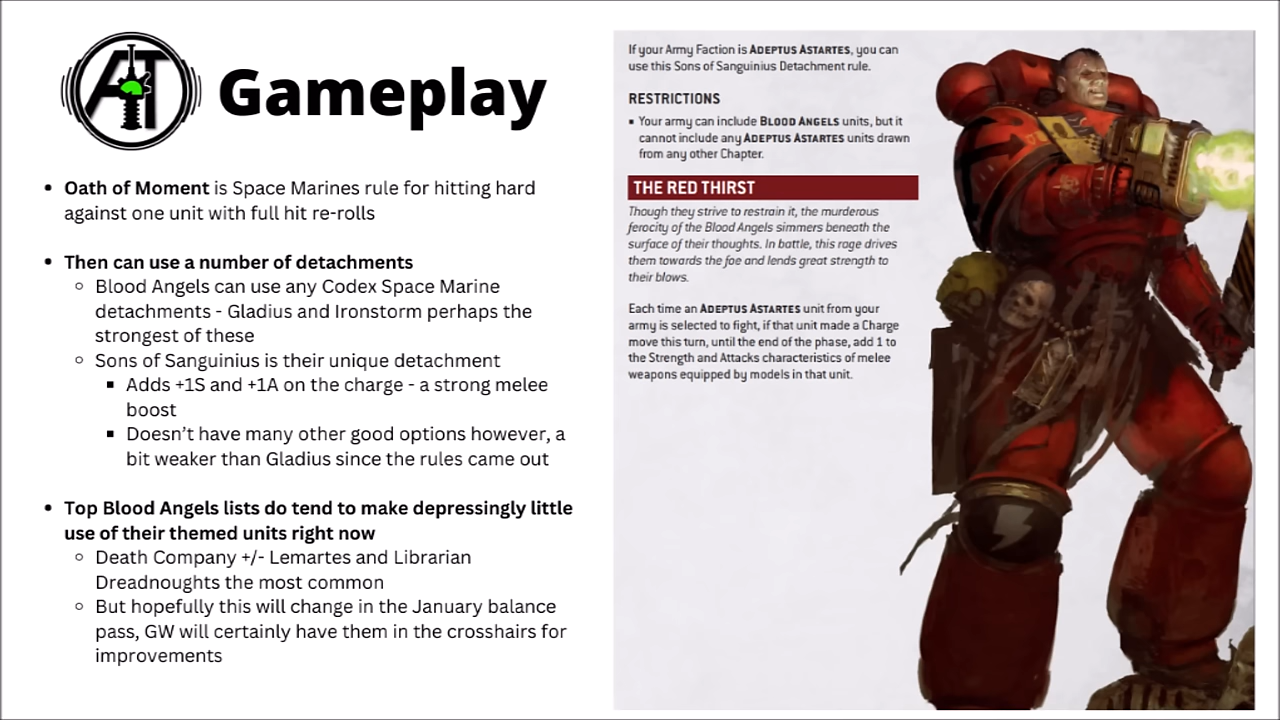 AT
Gameplay
• Oath of Moment is Space Marines rule for hitting hard
against one unit with full hit re-rolls
• Then can use a number of detachments
○ Blood Angels can use any Codex Space Marine
detachments - Gladius and Ironstorm perhaps the
strongest of these
○ Sons of Sanguinius is their unique detachment
▪ Adds +1S and +1A on the charge - a strong melee
boost
▪ Doesn’t have many other good options however, a
bit weaker than Gladius since the rules came out
• Top Blood Angels lists do tend to make depressingly little
use of their themed units right now
○ Death Company +/- Lemartes and Librarian
Dreadnoughts the most common
○ But hopefully this will change in the January balance
pass, GW will certainly have them in the crosshairs for
improvements
If your Army Faction is ADEPTUS ASTARTES, you can
use this Sons of Sanguinius Detachment rule.
RESTRICTIONS
▪ Your army can include BLOOD ANGELS units, but it
cannot include any ADEPTUS ASTARTES units drawn
from any other Chapter.
THE RED THIRST
Though they strive to restrain it, the murderous
ferocity of the Blood Angels simmers beneath the
surface of their thoughts. In battle, this rage drives
them towards the foe and lends great strength to
their blows.
Each time an ADEPTUS ASTARTES unit from your
army is selected to fight, if that unit made a Charge
move this turn, until the end of the phase, add 1 to
the Strength and Attacks characteristics of melee
weapons equipped by models in that unit.